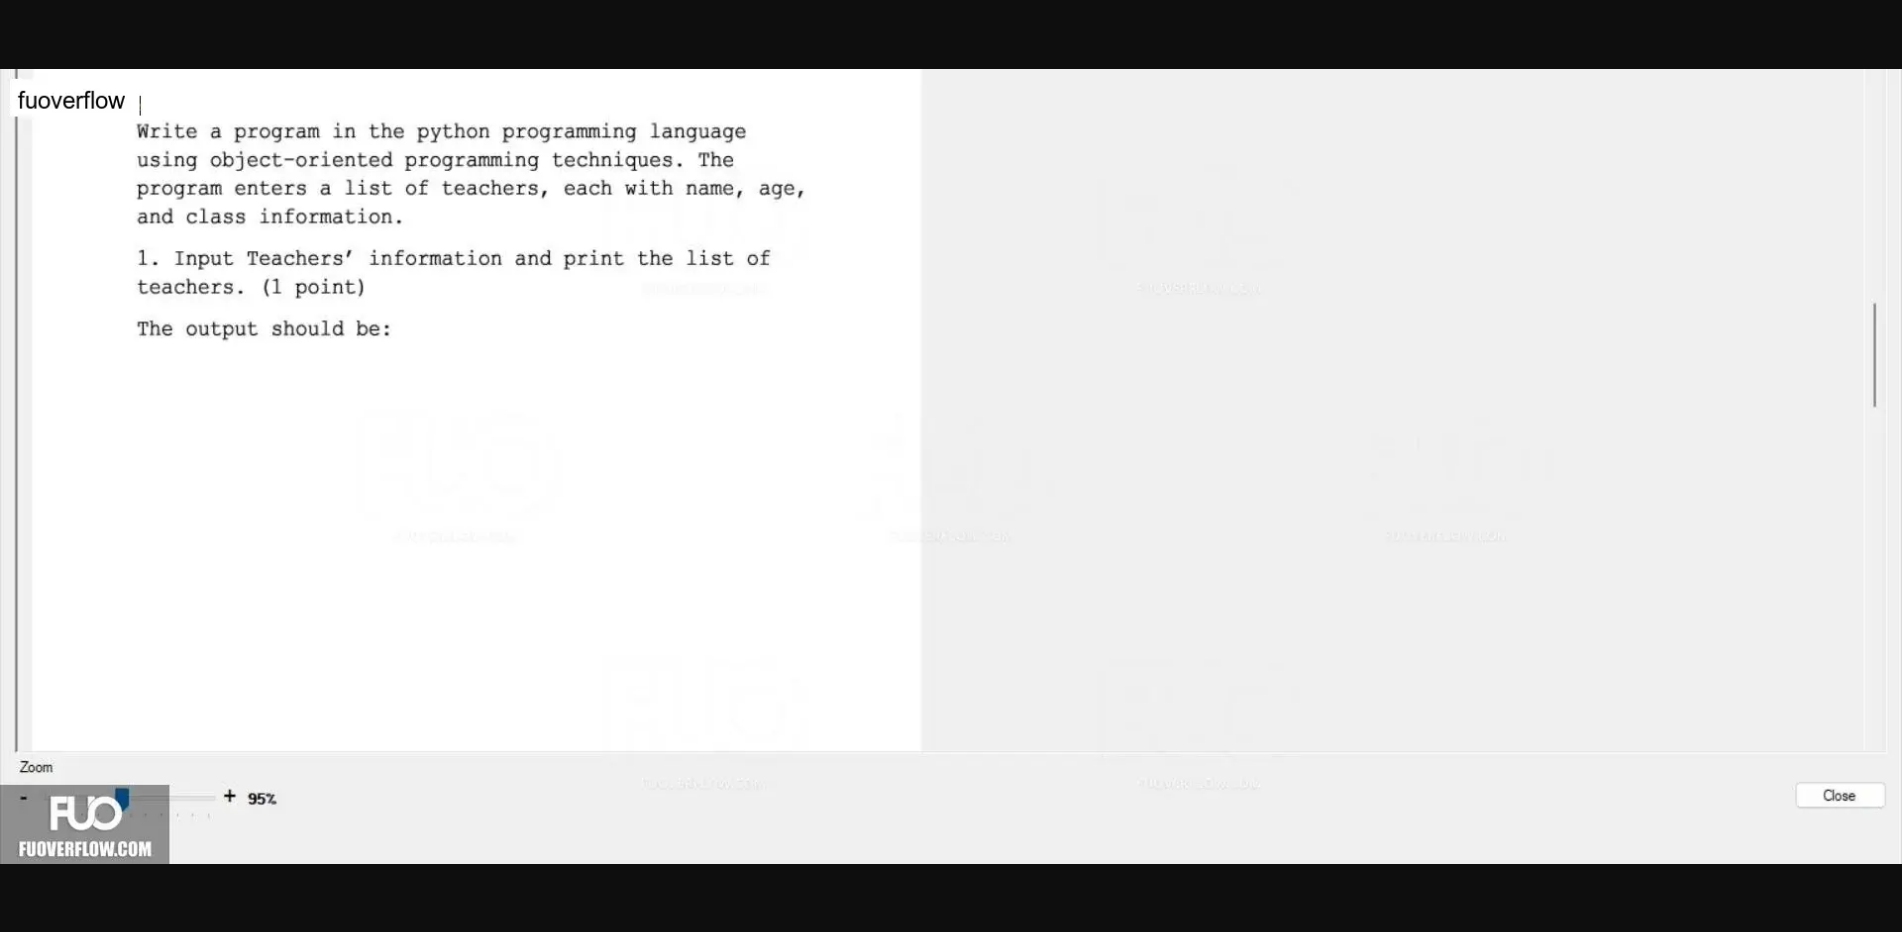 fuoverflow
Write a program in the python programming language
using object-oriented programming techniques. The
program enters a list of teachers, each with name, age,
and class information.
1. Input Teachers’ information and print the list of
teachers. (1 point)
The output should be:
Zoom
- + 95%
Close
FUO
FUOVERFLOW.COM